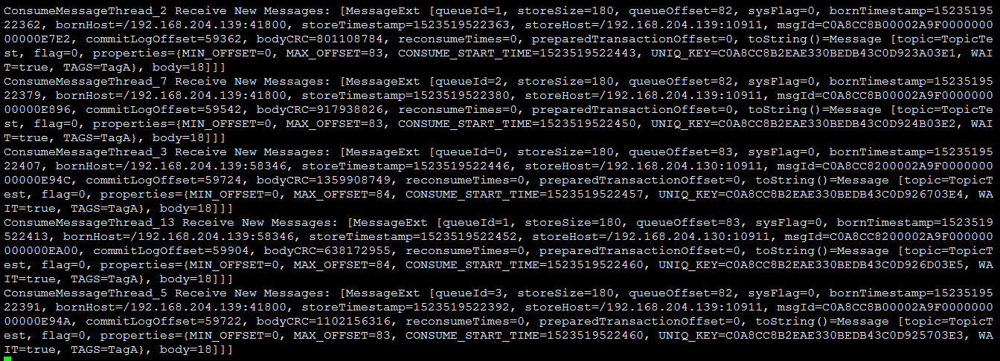 ConsumeMessageThread_2 Receive New Messages: [MessageExt [queueId=1, storeSize=180, queueOffset=82, sysFlag=0, bornTimestamp=15235195
22362, bornHost=/192.168.204.139:41800, storeTimestamp=1523519522363, storeHost=/192.168.204.139:10911, msgId=C0A8CC8B00002A9F0000000
00000E7E2, commitLogOffset=59362, bodyCRC=801108784, reconsumeTimes=0, preparedTransactionOffset=0, toString()=Message [topic=TopicTe
st, flag=0, properties={MIN_OFFSET=0, MAX_OFFSET=83, CONSUME_START_TIME=1523519522443, UNIQ_KEY=C0A8CC8B2EAE330BEDB43C0D923A03E1, WAI
T=true, TAGS=TagA}, body=18]]]
ConsumeMessageThread_7 Receive New Messages: [MessageExt [queueId=2, storeSize=180, queueOffset=82, sysFlag=0, bornTimestamp=15235195
22379, bornHost=/192.168.204.139:41800, storeTimestamp=1523519522380, storeHost=/192.168.204.139:10911, msgId=C0A8CC8B00002A9F0000000
00000E896, commitLogOffset=59542, bodyCRC=917938826, reconsumeTimes=0, preparedTransactionOffset=0, toString()=Message [topic=TopicTe
st, flag=0, properties={MIN_OFFSET=0, MAX_OFFSET=83, CONSUME_START_TIME=1523519522450, UNIQ_KEY=C0A8CC8B2EAE330BEDB43C0D924B03E2, WAI
T=true, TAGS=TagA}, body=18]]]
ConsumeMessageThread_3 Receive New Messages: [MessageExt [queueId=0, storeSize=180, queueOffset=83, sysFlag=0, bornTimestamp=15235195
22407, bornHost=/192.168.204.139:58346, storeTimestamp=1523519522446, storeHost=/192.168.204.130:10911, msgId=C0A8CC8200002A9F0000000
00000E94C, commitLogOffset=59724, bodyCRC=1359908749, reconsumeTimes=0, preparedTransactionOffset=0, toString()=Message [topic=TopicT
est, flag=0, properties={MIN_OFFSET=0, MAX_OFFSET=84, CONSUME_START_TIME=1523519522457, UNIQ_KEY=C0A8CC8B2EAE330BEDB43C0D926703E4, WA
IT=true, TAGS=TagA}, body=18]]]
ConsumeMessageThread_13 Receive New Messages: [MessageExt [queueId=1, storeSize=180, queueOffset=83, sysFlag=0, bornTimestamp=1523519
522413, bornHost=/192.168.204.139:58346, storeTimestamp=1523519522452, storeHost=/192.168.204.130:10911, msgId=C0A8CC8200002A9F000000
000000EA00, commitLogOffset=59904, bodyCRC=638172955, reconsumeTimes=0, preparedTransactionOffset=0, toString()=Message [topic=TopicT
est, flag=0, properties={MIN_OFFSET=0, MAX_OFFSET=84, CONSUME_START_TIME=1523519522460, UNIQ_KEY=C0A8CC8B2EAE330BEDB43C0D926D03E5, WA
IT=true, TAGS=TagA}, body=18]]]
ConsumeMessageThread_5 Receive New Messages: [MessageExt [queueId=3, storeSize=180, queueOffset=82, sysFlag=0, bornTimestamp=15235195
22391, bornHost=/192.168.204.139:41800, storeTimestamp=1523519522392, storeHost=/192.168.204.139:10911, msgId=C0A8CC8B00002A9F0000000
00000E94A, commitLogOffset=59722, bodyCRC=1102156316, reconsumeTimes=0, preparedTransactionOffset=0, toString()=Message [topic=TopicT
est, flag=0, properties={MIN_OFFSET=0, MAX_OFFSET=83, CONSUME_START_TIME=1523519522460, UNIQ_KEY=C0A8CC8B2EAE330BEDB43C0D925703E3, WA
IT=true, TAGS=TagA}, body=18]]]